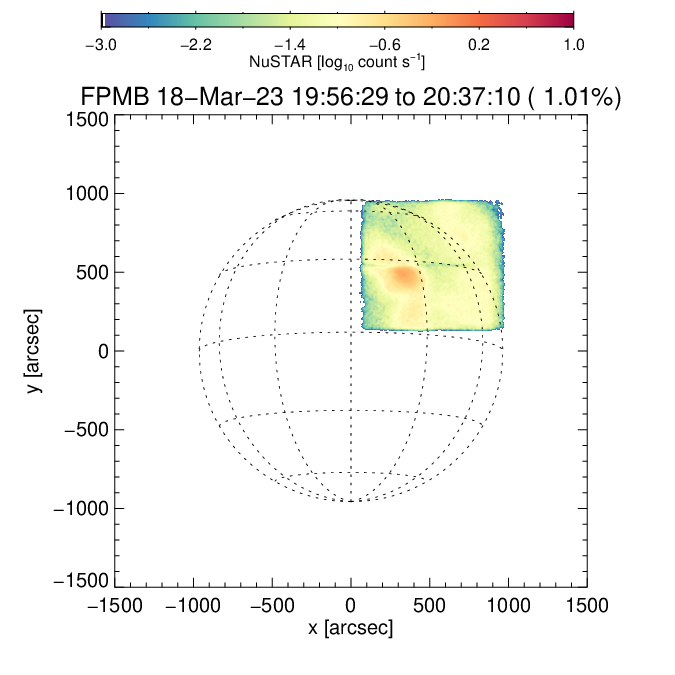 −3.0 −2.2 −1.4 −0.6 0.2 1.0
NuSTAR [log₁₀ count s⁻¹]
FPMB 18−Mar−23 19:56:29 to 20:37:10 ( 1.01%)
1500
1000
500
0
−500
−1000
−1500
y [arcsec]
−1500 −1000 −500 0 500 1000 1500
x [arcsec]